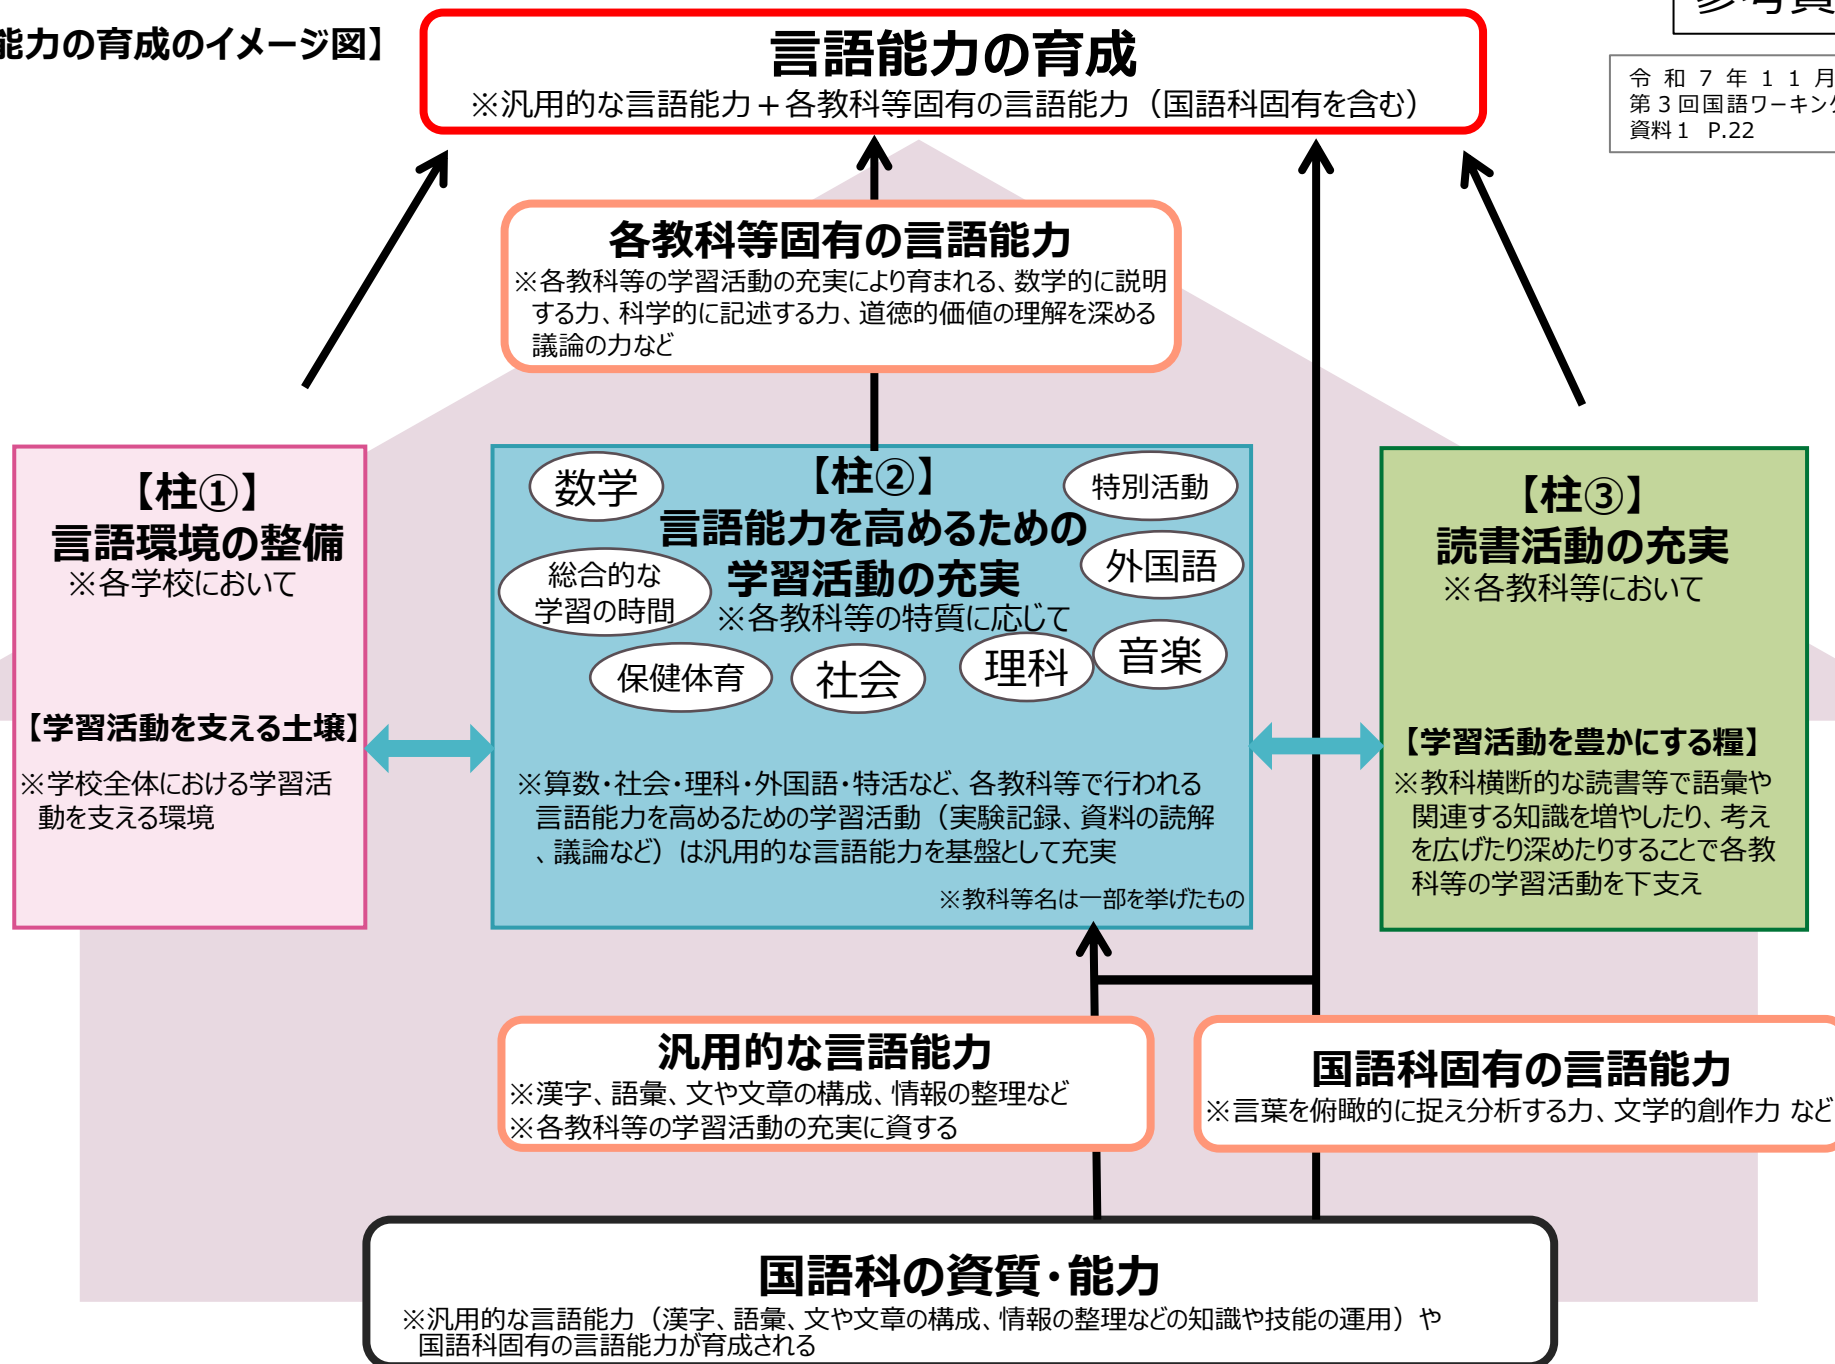 能力の育成のイメージ図】
参考資
令和7年11月
第3回国語ワーキング
資料1 P.22
言語能力の育成
※汎用的な言語能力+各教科等固有の言語能力(国語科固有を含む)
各教科等固有の言語能力
※各教科等の学習活動の充実により育まれる、数学的に説明
する力、科学的に記述する力、道徳的価値の理解を深める
議論の力など
【柱①】
言語環境の整備
※各学校において
【学習活動を支える土壌】
※学校全体における学習活
動を支える環境
【柱②】
言語能力を高めるための
学習活動の充実
※各教科等の特質に応じて
数学
特別活動
総合的な
学習の時間
外国語
保健体育
社会
理科
音楽
※算数・社会・理科・外国語・特活など、各教科等で行われる
言語能力を高めるための学習活動(実験記録、資料の読解
、議論など)は汎用的な言語能力を基盤として充実
※教科等名は一部を挙げたもの
【柱③】
読書活動の充実
※各教科等において
【学習活動を豊かにする糧】
※教科横断的な読書等で語彙や
関連する知識を増やしたり、考え
を広げたり深めたりすることで各教
科等の学習活動を下支え
汎用的な言語能力
※漢字、語彙、文や文章の構成、情報の整理など
※各教科等の学習活動の充実に資する
国語科固有の言語能力
※言葉を俯瞰的に捉え分析する力、文学的創作力 など
国語科の資質・能力
※汎用的な言語能力(漢字、語彙、文や文章の構成、情報の整理などの知識や技能の運用)や
国語科固有の言語能力が育成される